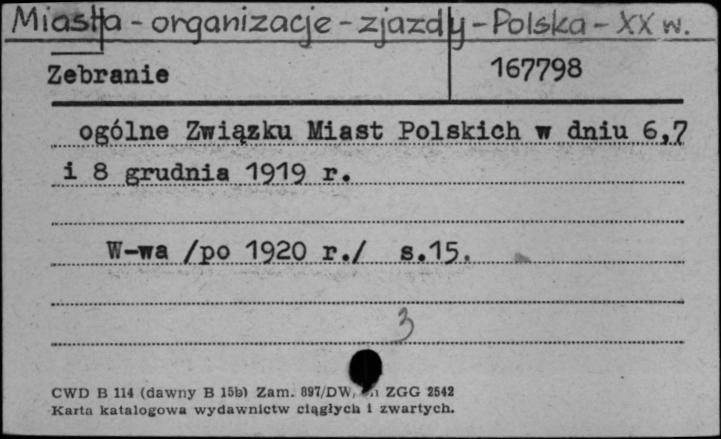 Miasta - organizacje - zjazdy - Polska - XX w.
Zebranie 167798
ogólne Związku Miast Polskich w dniu 6,7
i 8 grudnia 1919 r.
W-wa /po 1920 r./ s.15.
3
CWD B 114 (dawny B 15b) Zam. 897/DW, ZGG 2542
Karta katalogowa wydawnictw ciągłych i zwartych.